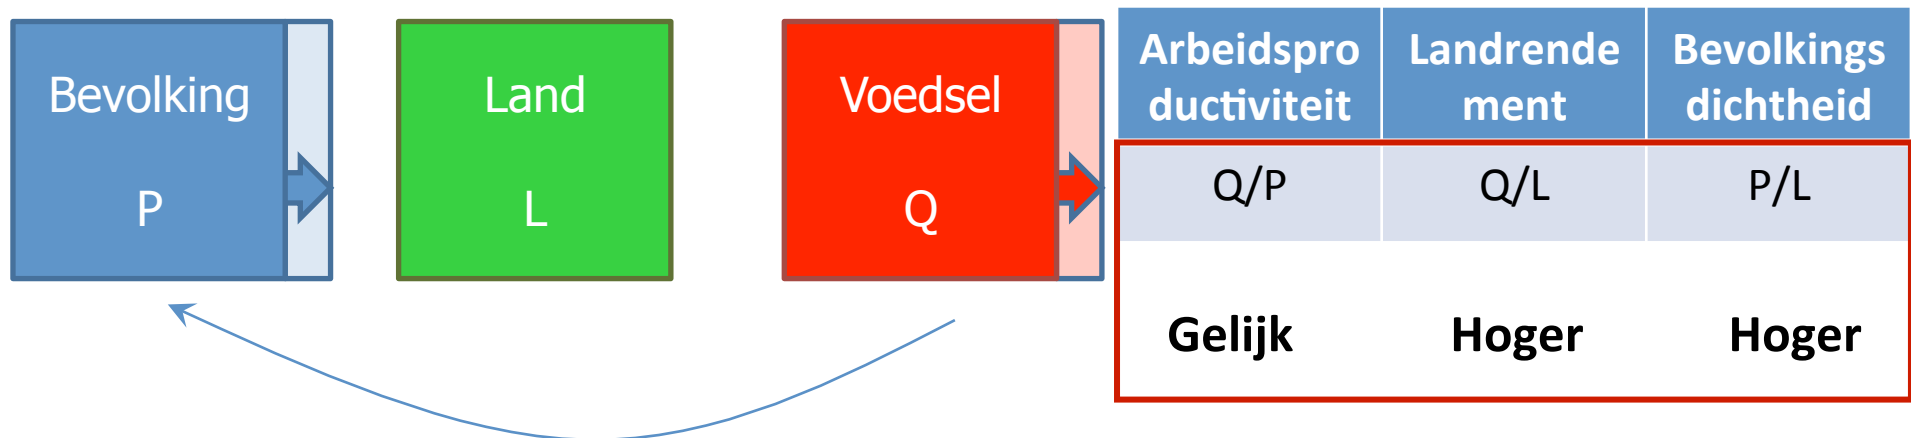 Bevolking
P
Land
L
Voedsel
Q
Arbeidspro
ductiviteit
Landrende
ment
Bevolkings
dichtheid
Q/P
Q/L
P/L
Gelijk
Hoger
Hoger